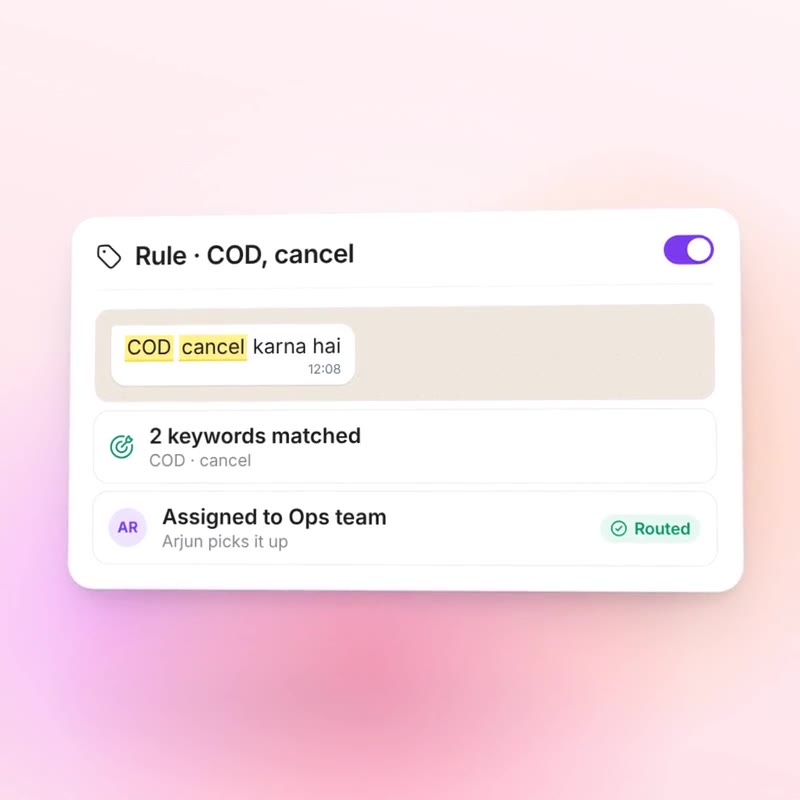 Rule · COD, cancel
COD cancel karna hai
12:08
2 keywords matched
COD · cancel
AR
Assigned to Ops team
Arjun picks it up
Routed